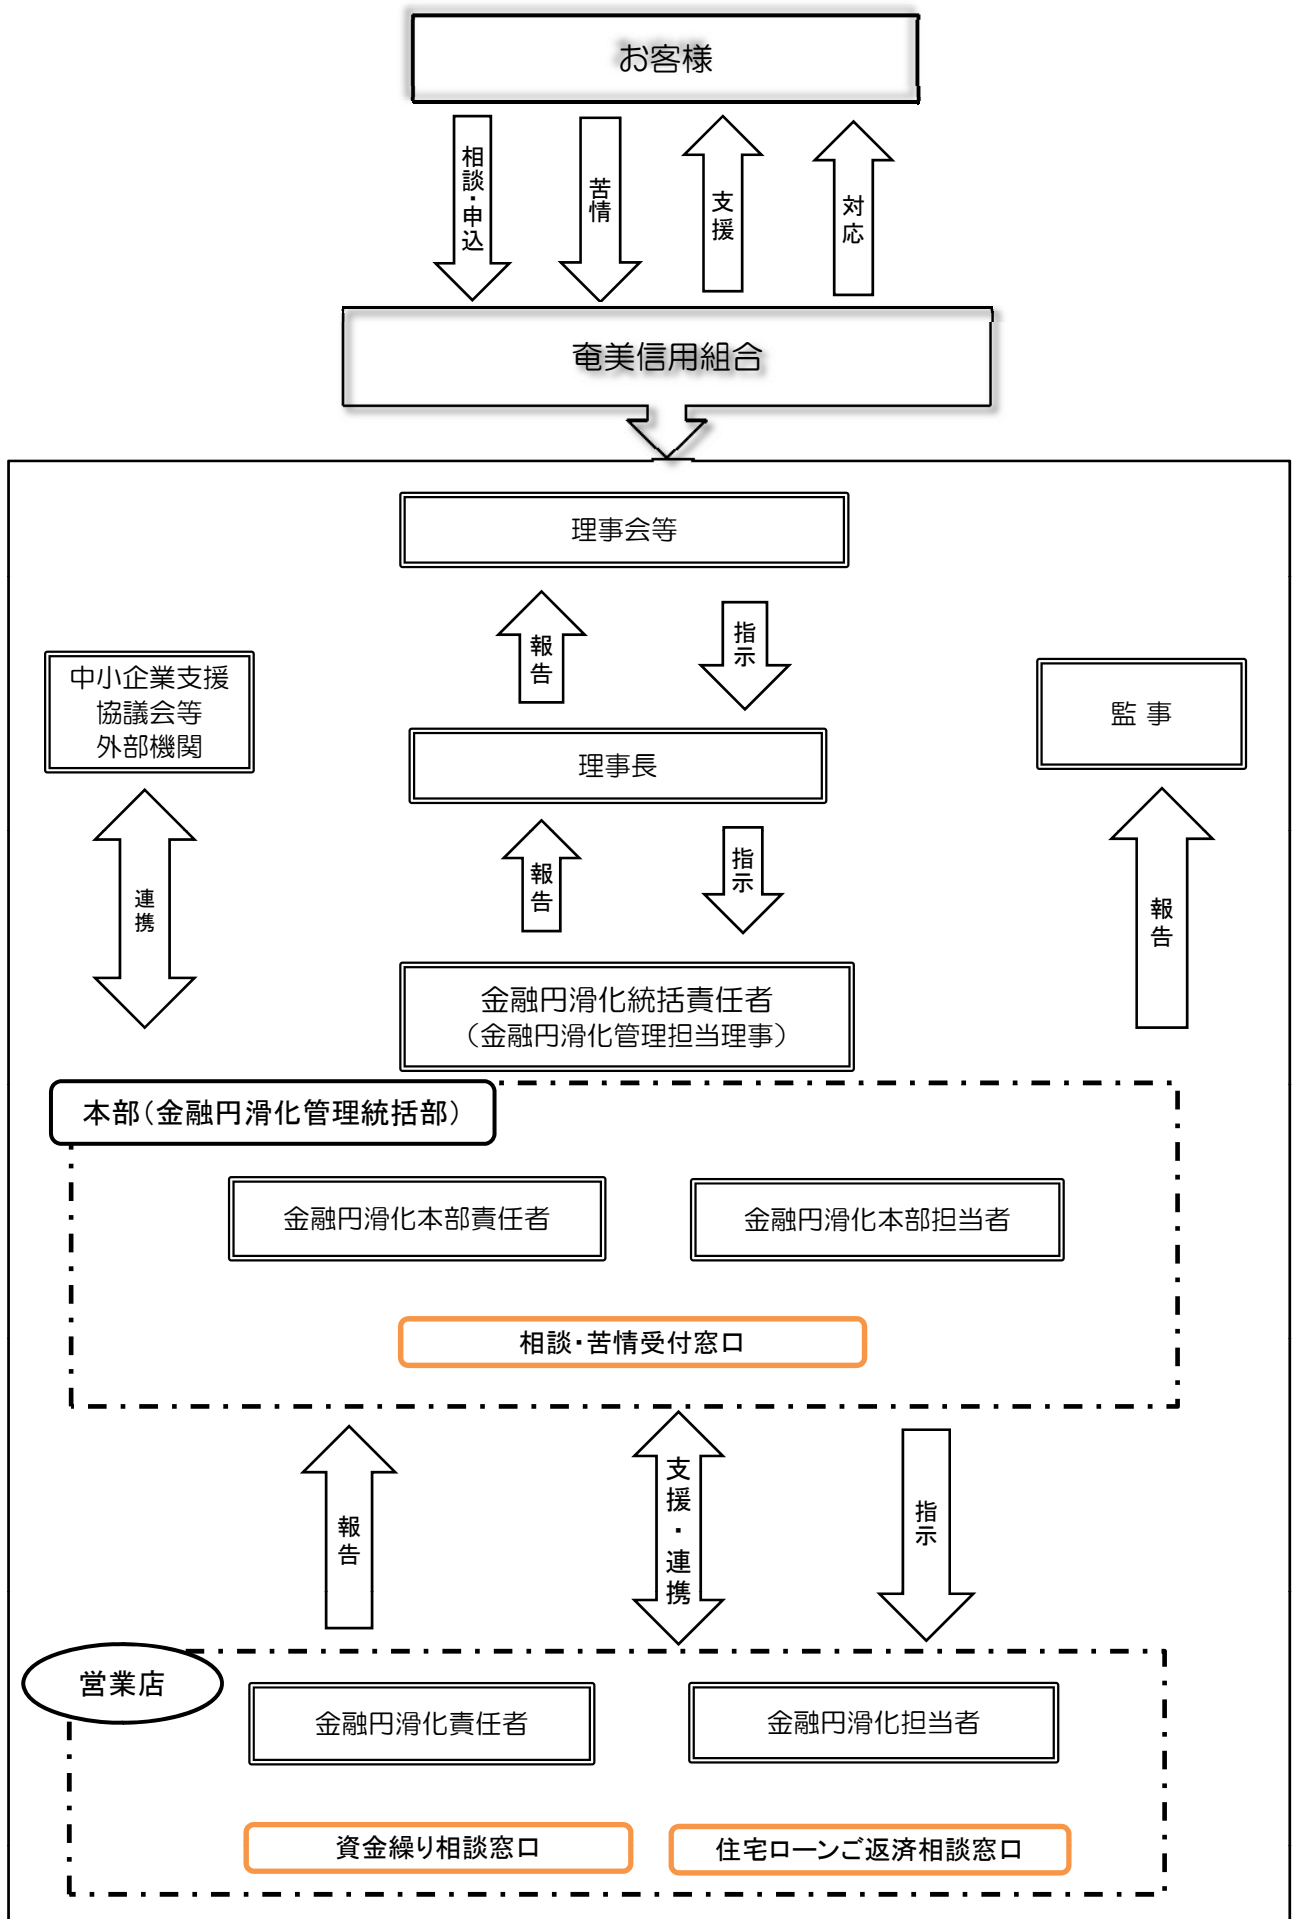 お客様
相談・申込
苦情
支援
対応
奄美信用組合
理事会等
報告
指示
中小企業支援
協議会等
外部機関
理事長
監事
連携
報告
指示
報告
金融円滑化統括責任者
（金融円滑化管理担当理事）
本部（金融円滑化管理統括部）
金融円滑化本部責任者
金融円滑化本部担当者
相談・苦情受付窓口
報告
支援・連携
指示
営業店
金融円滑化責任者
金融円滑化担当者
資金繰り相談窓口
住宅ローンご返済相談窓口